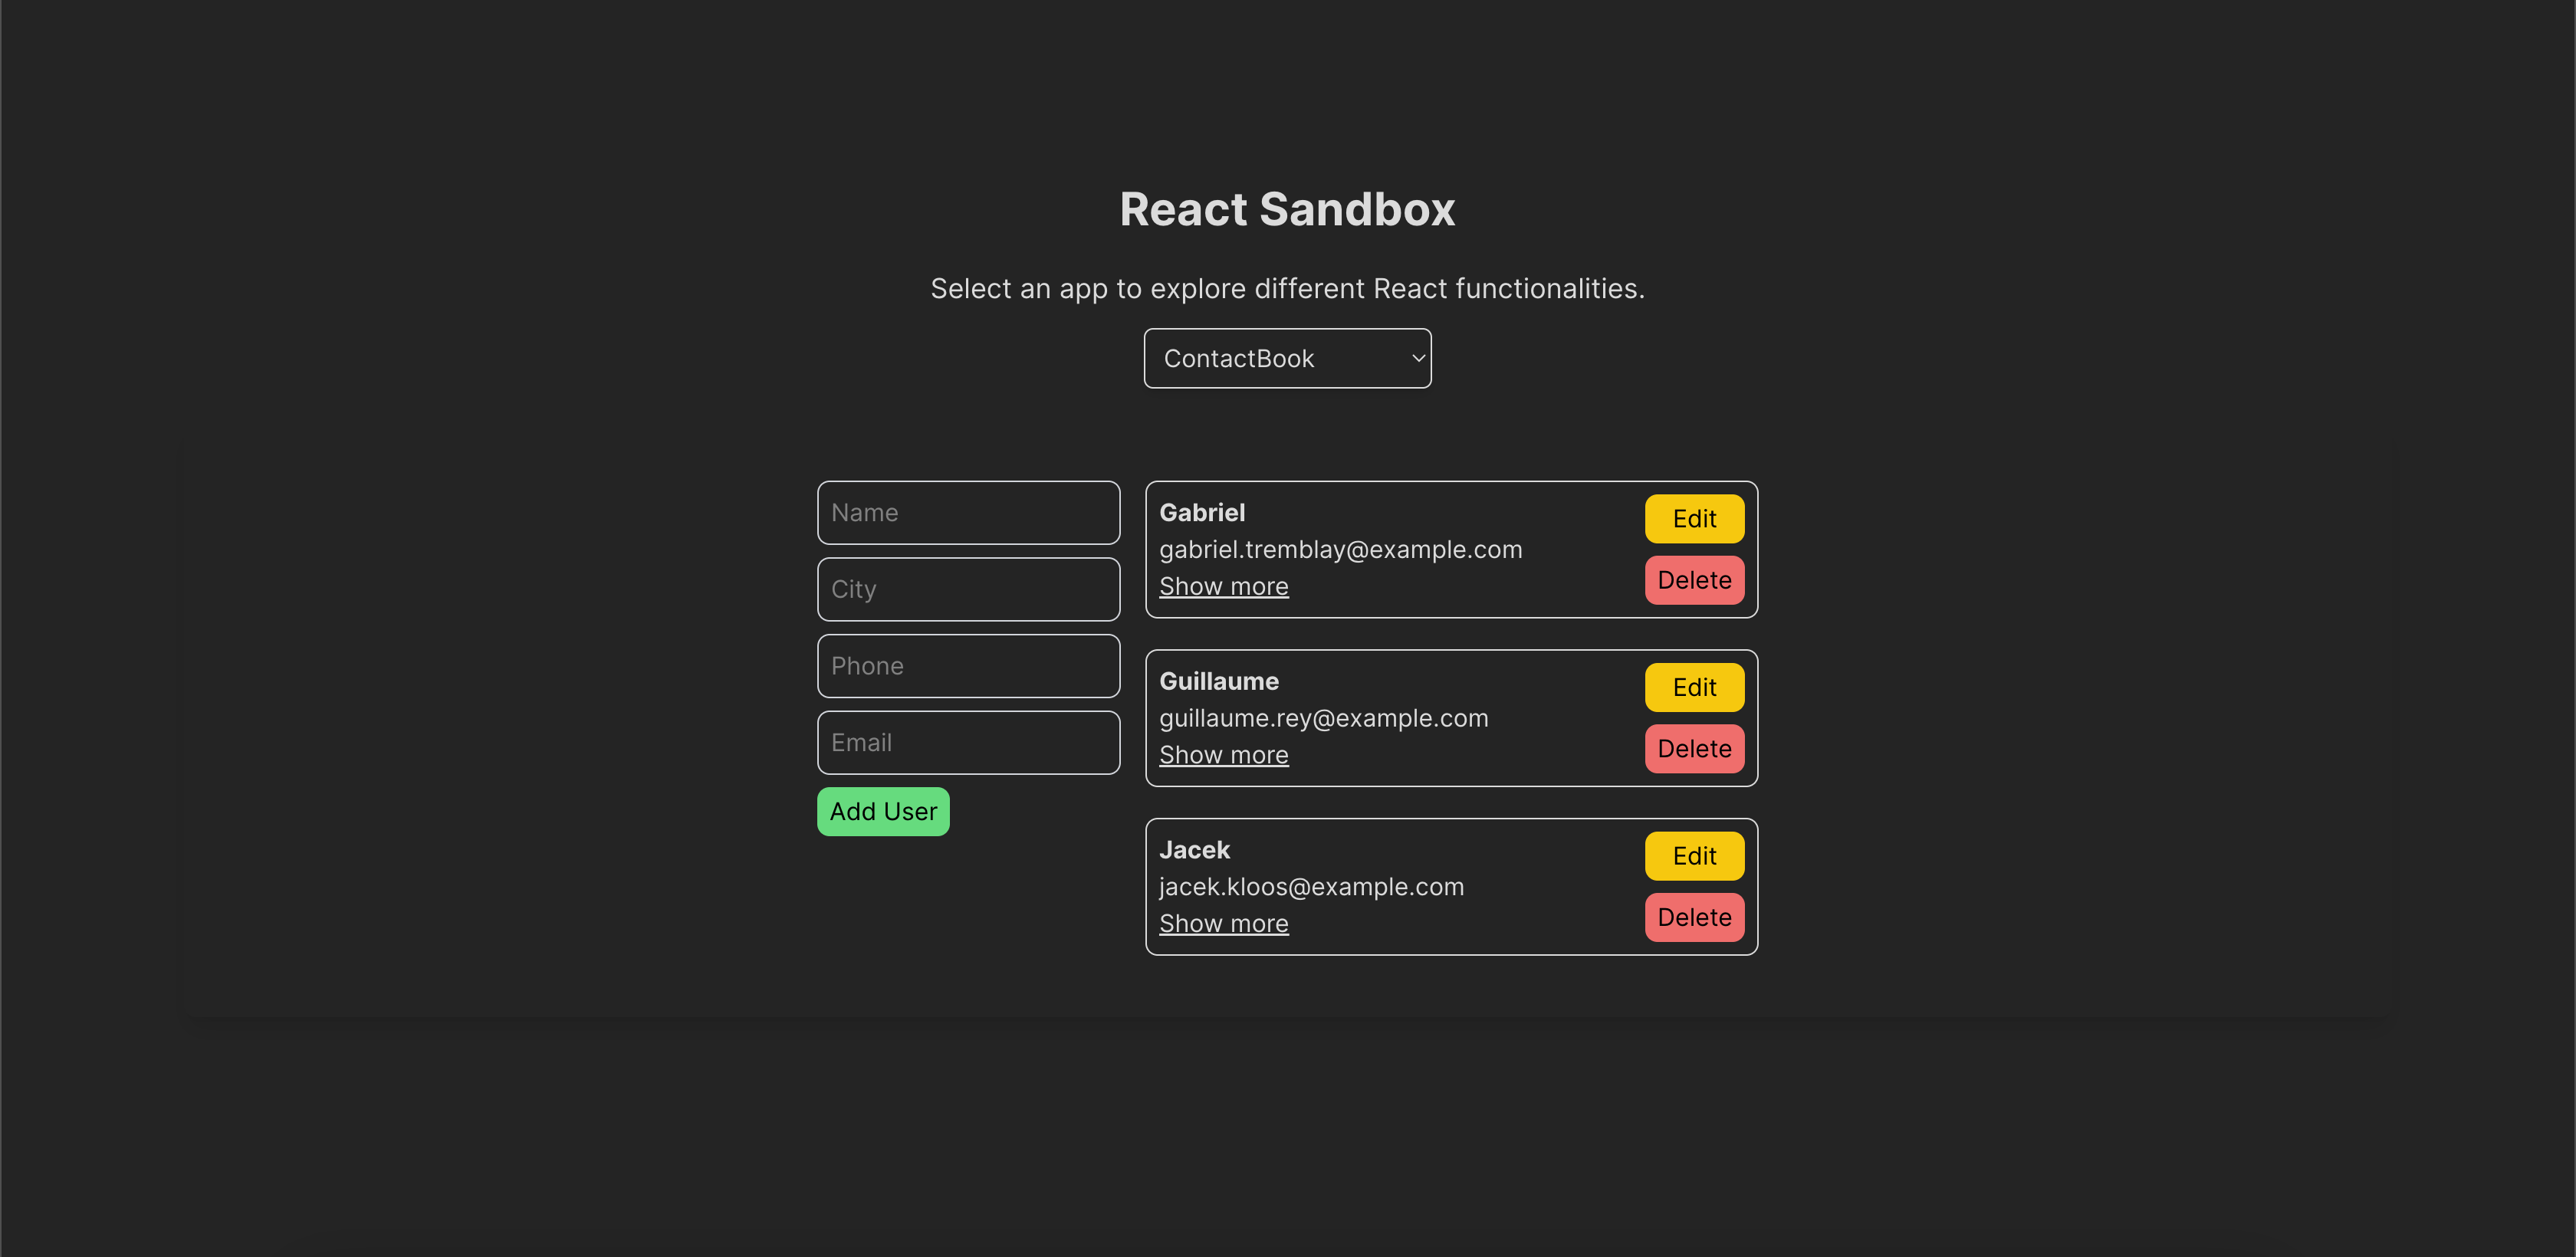 React Sandbox
Select an app to explore different React functionalities.
ContactBook
Name
City
Phone
Email
Add User
Gabriel
gabriel.tremblay@example.com
Show more
Edit
Delete
Guillaume
guillaume.rey@example.com
Show more
Edit
Delete
Jacek
jacek.kloos@example.com
Show more
Edit
Delete